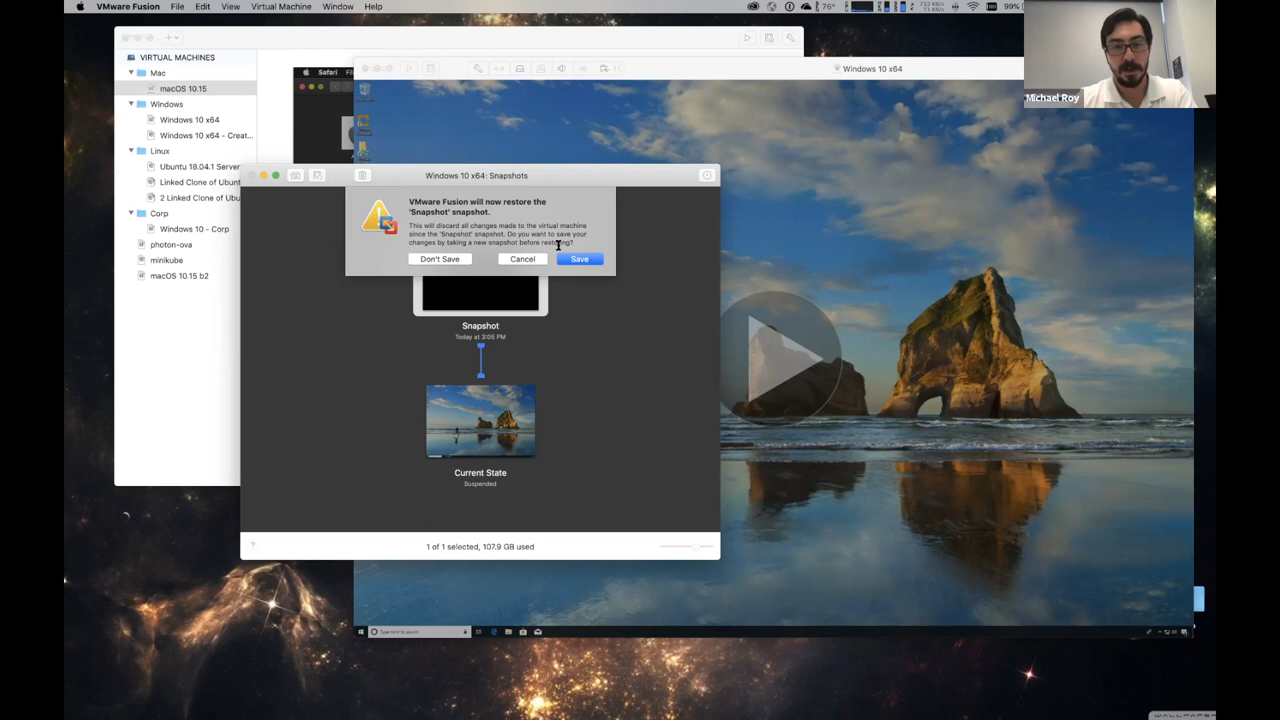 VMware Fusion File Edit View Virtual Machine Window Help
76°
99%
VIRTUAL MACHINES
Mac
macOS 10.15
Windows
Windows 10 x64
Windows 10 x64 - Creat...
Linux
Ubuntu 18.04.1 Server
Linked Clone of Ubunt
2 Linked Clone of Ubu
Corp
Windows 10 - Corp
photon-ova
minikube
macOS 10.15 b2
Safari
Windows 10 x64
Michael Roy
Windows 10 x64: Snapshots
VMware Fusion will now restore the
'Snapshot' snapshot.
This will discard all changes made to the virtual machine
since the 'Snapshot' snapshot. Do you want to save your
changes by taking a new snapshot before restoring?
Don't Save Cancel Save
Snapshot
Today at 3:05 PM
Current State
Suspended
? 1 of 1 selected, 107.9 GB used
Type here to search